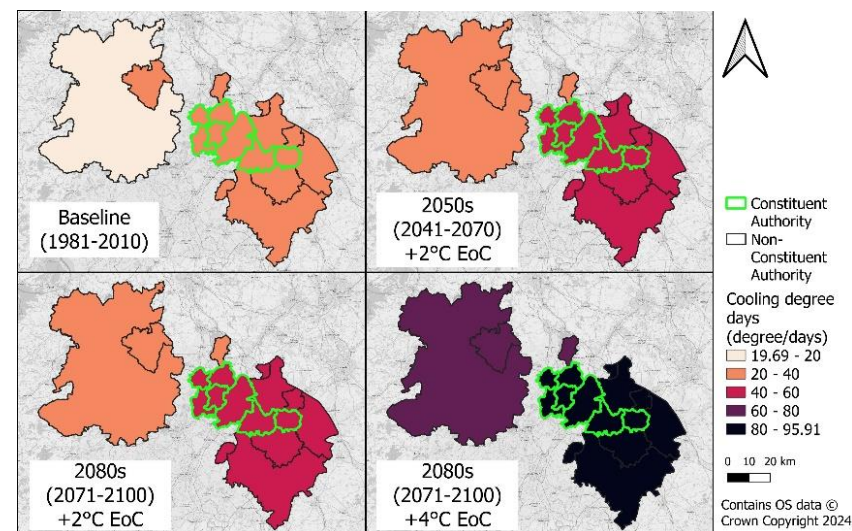 Baseline
(1981-2010)
2050s
(2041-2070)
+2°C EoC
2080s
(2071-2100)
+2°C EoC
2080s
(2071-2100)
+4°C EoC
Constituent
Authority
Non-
Constituent
Authority
Cooling degree
days
(degree/days)
19.69 - 20
20 - 40
40 - 60
60 - 80
80 - 95.91
0 10 20 km
Contains OS data ©
Crown Copyright 2024